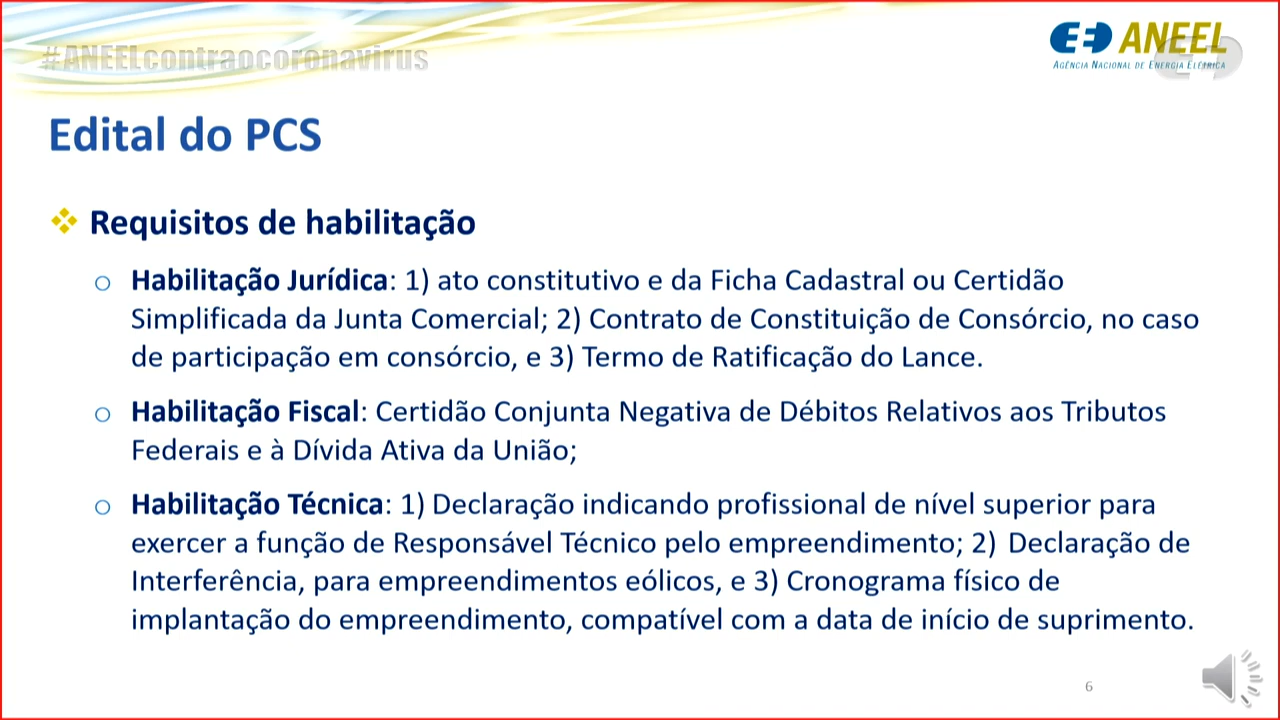 #ANEELcontraocoronavirus
ANEEL
AGÊNCIA NACIONAL DE ENERGIA ELÉTRICA
Edital do PCS
Requisitos de habilitação
Habilitação Jurídica: 1) ato constitutivo e da Ficha Cadastral ou Certidão
Simplificada da Junta Comercial; 2) Contrato de Constituição de Consórcio, no caso
de participação em consórcio, e 3) Termo de Ratificação do Lance.
Habilitação Fiscal: Certidão Conjunta Negativa de Débitos Relativos aos Tributos
Federais e à Dívida Ativa da União;
Habilitação Técnica: 1) Declaração indicando profissional de nível superior para
exercer a função de Responsável Técnico pelo empreendimento; 2) Declaração de
Interferência, para empreendimentos eólicos, e 3) Cronograma físico de
implantação do empreendimento, compatível com a data de início de suprimento.
6